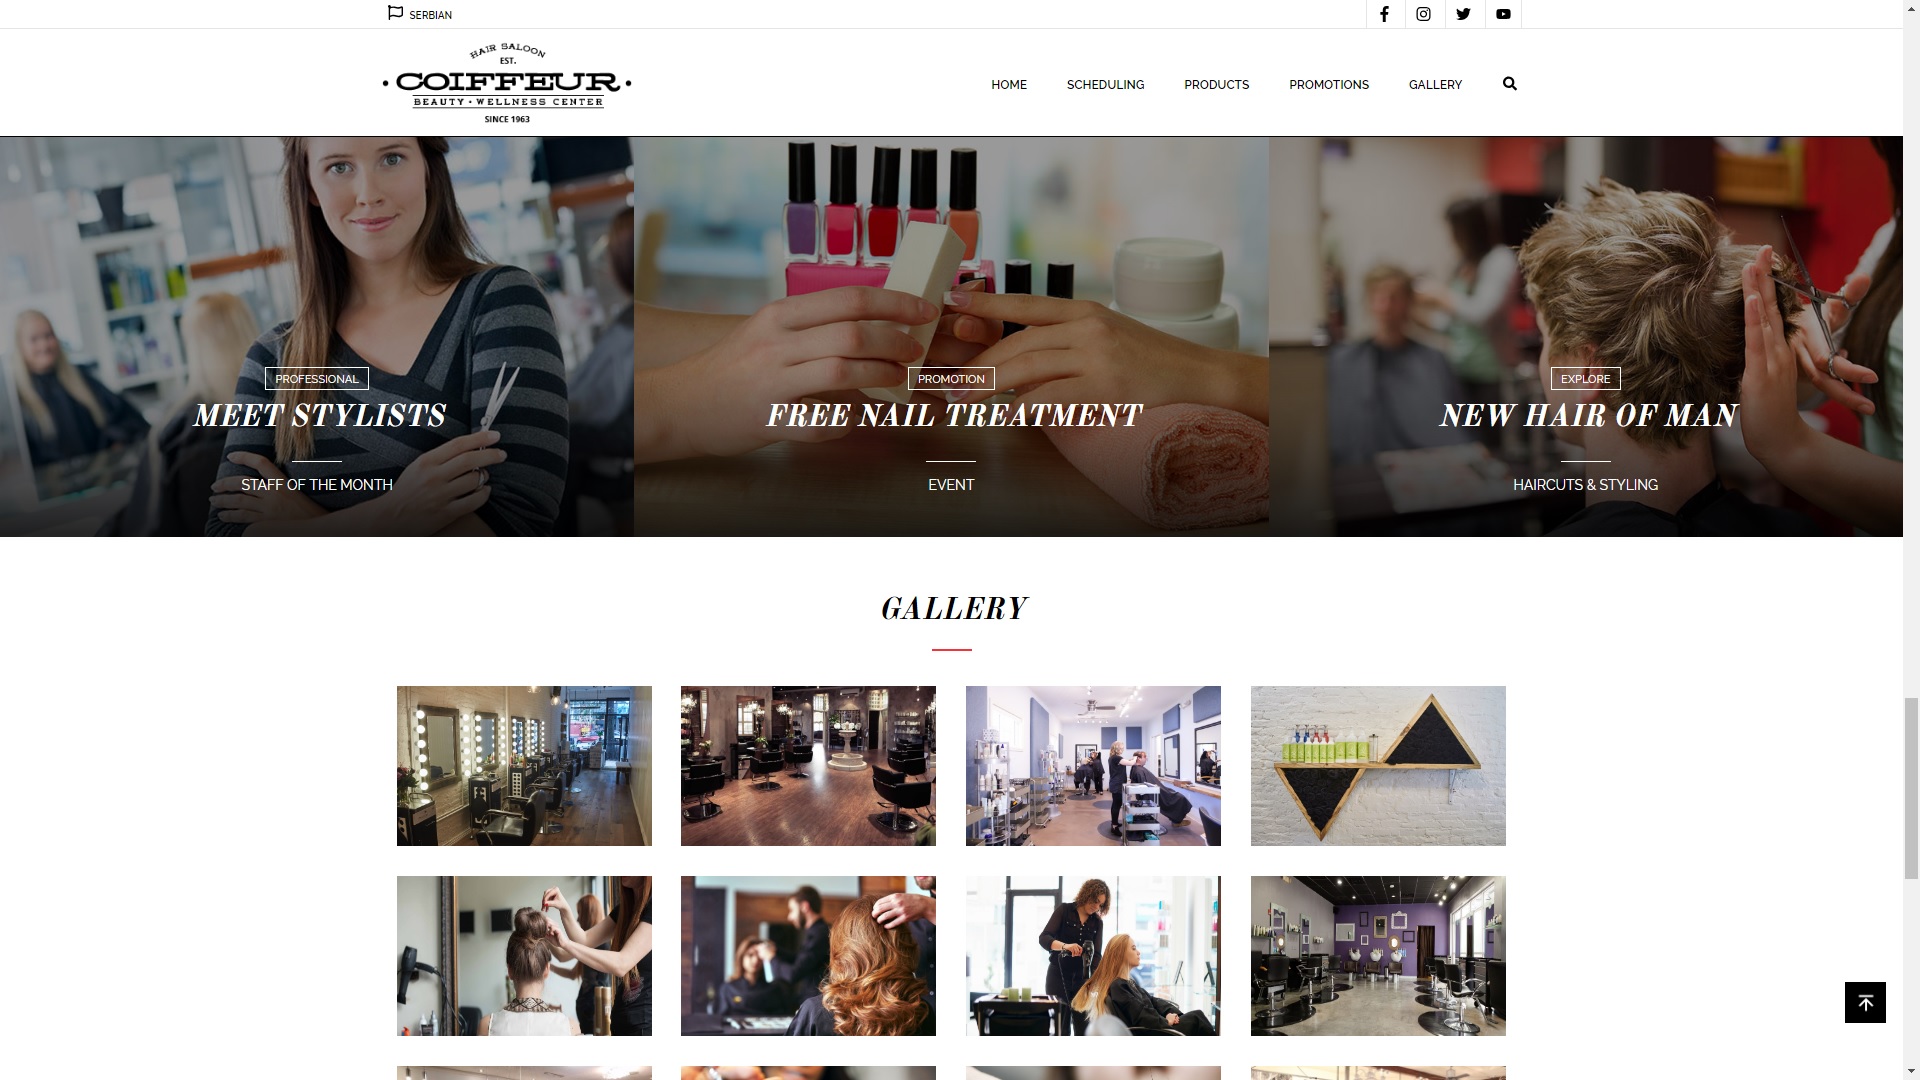 SERBIAN
HAIR SALOON
EST.
• COIFFEUR •
BEAUTY • WELLNESS CENTER
SINCE 1963
HOME
SCHEDULING
PRODUCTS
PROMOTIONS
GALLERY
PROFESSIONAL
MEET STYLISTS
STAFF OF THE MONTH
PROMOTION
FREE NAIL TREATMENT
EVENT
EXPLORE
NEW HAIR OF MAN
HAIRCUTS & STYLING
GALLERY